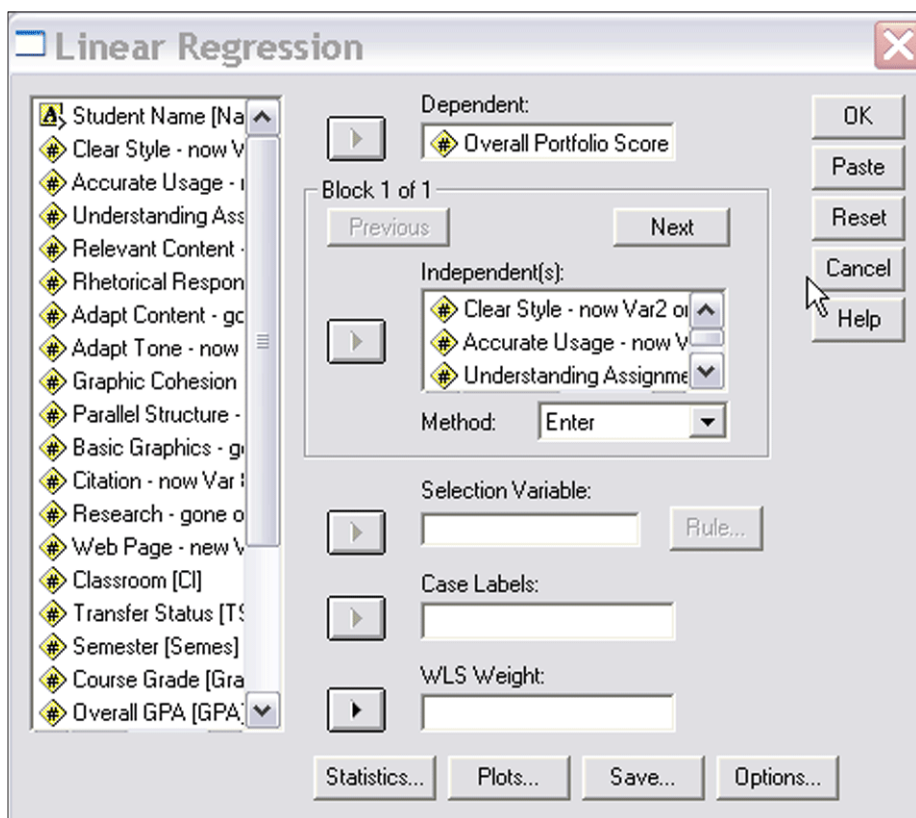 Linear Regression
Student Name [Na
Clear Style - now V
Accurate Usage - 
Understanding Ass
Relevant Content -
Rhetorical Respon
Adapt Content - go
Adapt Tone - now
Graphic Cohesion
Parallel Structure -
Basic Graphics - g
Citation - now Var
Research - gone o
Web Page - new V
Classroom [Cl]
Transfer Status [TS
Semester [Semes]
Course Grade [Gra
Overall GPA [GPA]
Dependent:
Overall Portfolio Score
Block 1 of 1
Previous
Next
Independent(s):
Clear Style - now Var2 o
Accurate Usage - now V
Understanding Assignme
Method:
Enter
Selection Variable:
Rule...
Case Labels:
WLS Weight:
Statistics...
Plots...
Save...
Options...
OK
Paste
Reset
Cancel
Help